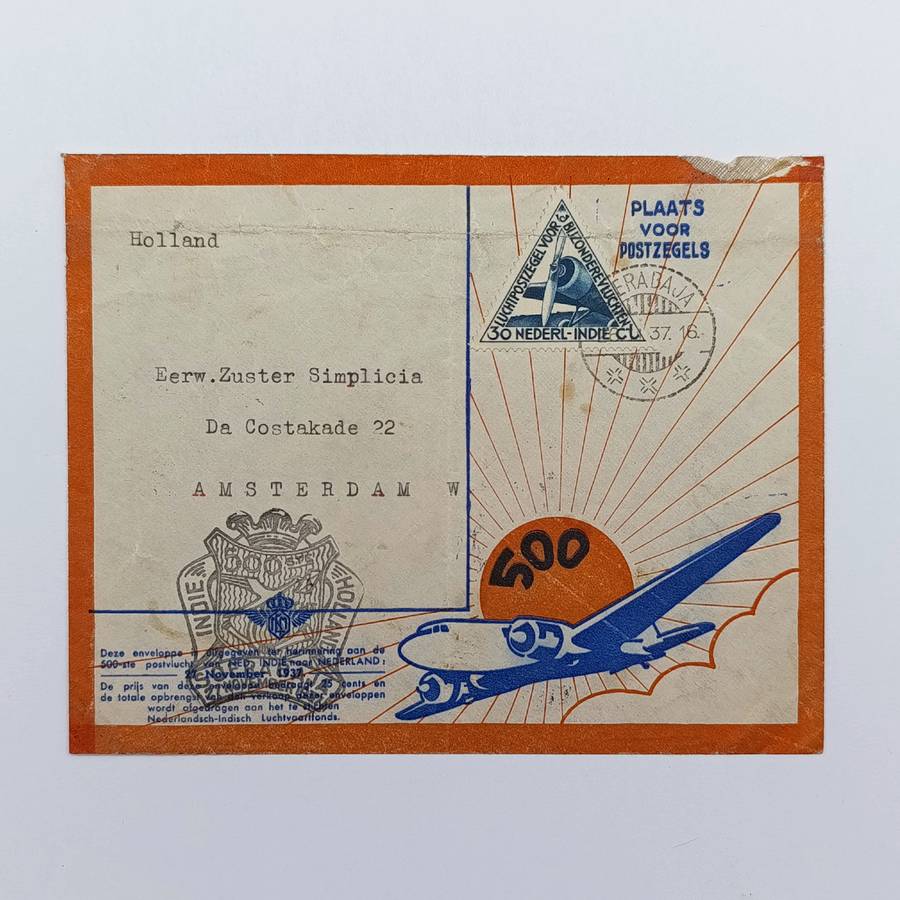 Holland
Eerw.Zuster Simplicia
Da Costakade 22
AMSTERDAM W
PLAATS
VOOR
POSTZEGELS
LUCHTPOSTZEGEL VOOR BIJZONDERE VLUCHTEN
30 NEDERL-INDIE CT
ERADAJA
37.16
500
500 STE
INDIE
HOLLAND
Deze enveloppe is uitgegeven ter herinnering aan de
500-ste postvlucht van NED. INDIE naar NEDERLAND:
27 November 1937
De prijs van deze enveloppe bedraagt 25 cents en
de totale opbrengst van den verkoop dezer enveloppen
wordt afgedragen aan het te stichten
Nederlandsch-Indisch Luchtvaartfonds.